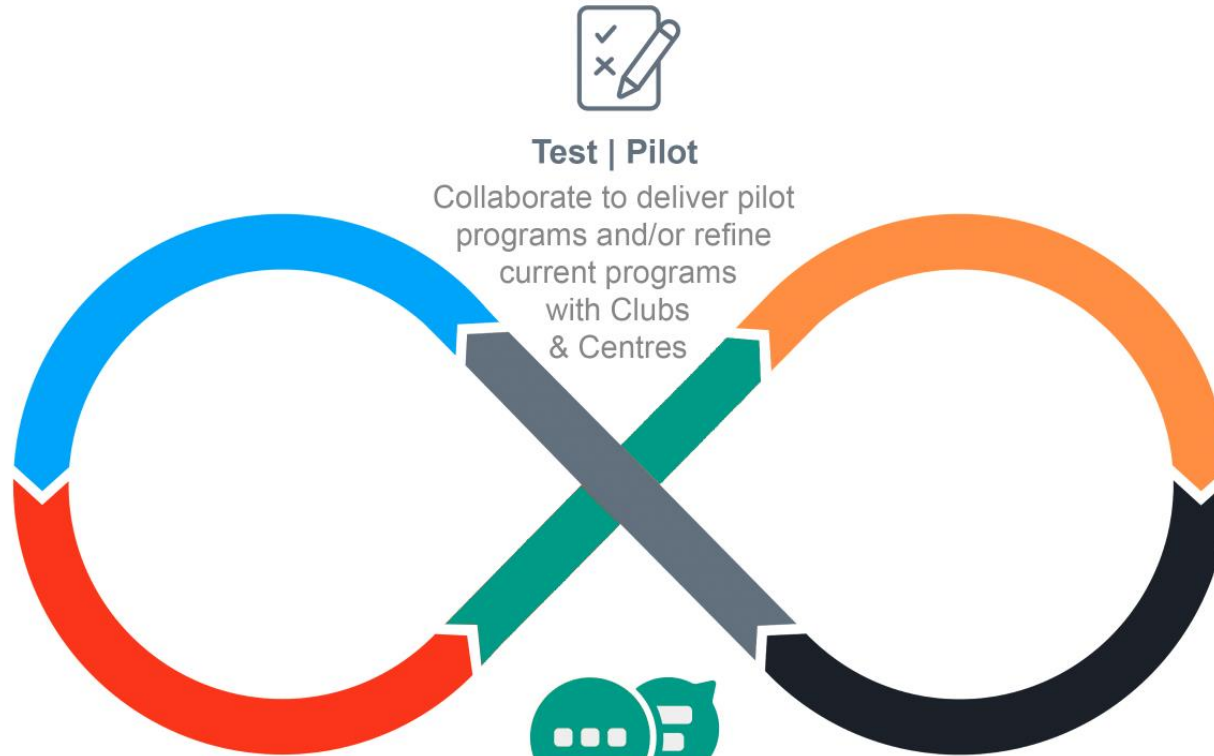 Test | Pilot
Collaborate to deliver pilot
programs and/or refine
current programs
with Clubs
& Centres